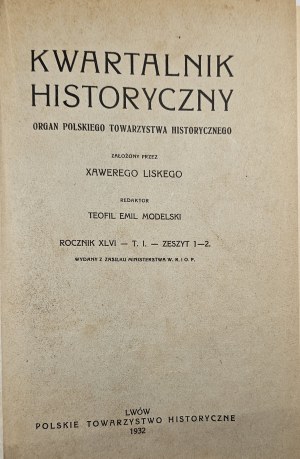 KWARTALNIK
HISTORYCZNY
ORGAN POLSKIEGO TOWARZYSTWA HISTORYCZNEGO
ZAŁOŻONY PRZEZ
XAWEREGO LISKEGO
REDAKTOR
TEOFIL EMIL MODELSKI
ROCZNIK XLVI — T. I. — ZESZYT 1—2.
WYDANY Z ZASIŁKU MINISTERSTWA W. R. I O. P.
LWÓW
POLSKIE TOWARZYSTWO HISTORYCZNE
1932